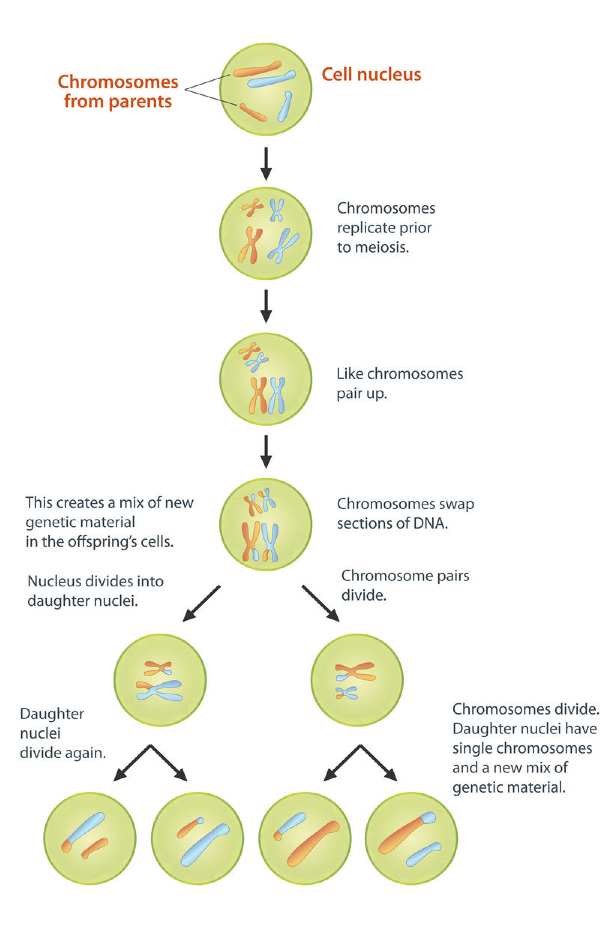 Chromosomes
from parents
Cell nucleus
Chromosomes
replicate prior
to meiosis.
Like chromosomes
pair up.
This creates a mix of new
genetic material
in the offspring's cells.
Chromosomes swap
sections of DNA.
Nucleus divides into
daughter nuclei.
Chromosome pairs
divide.
Daughter
nuclei
divide again.
Chromosomes divide.
Daughter nuclei have
single chromosomes
and a new mix of
genetic material.